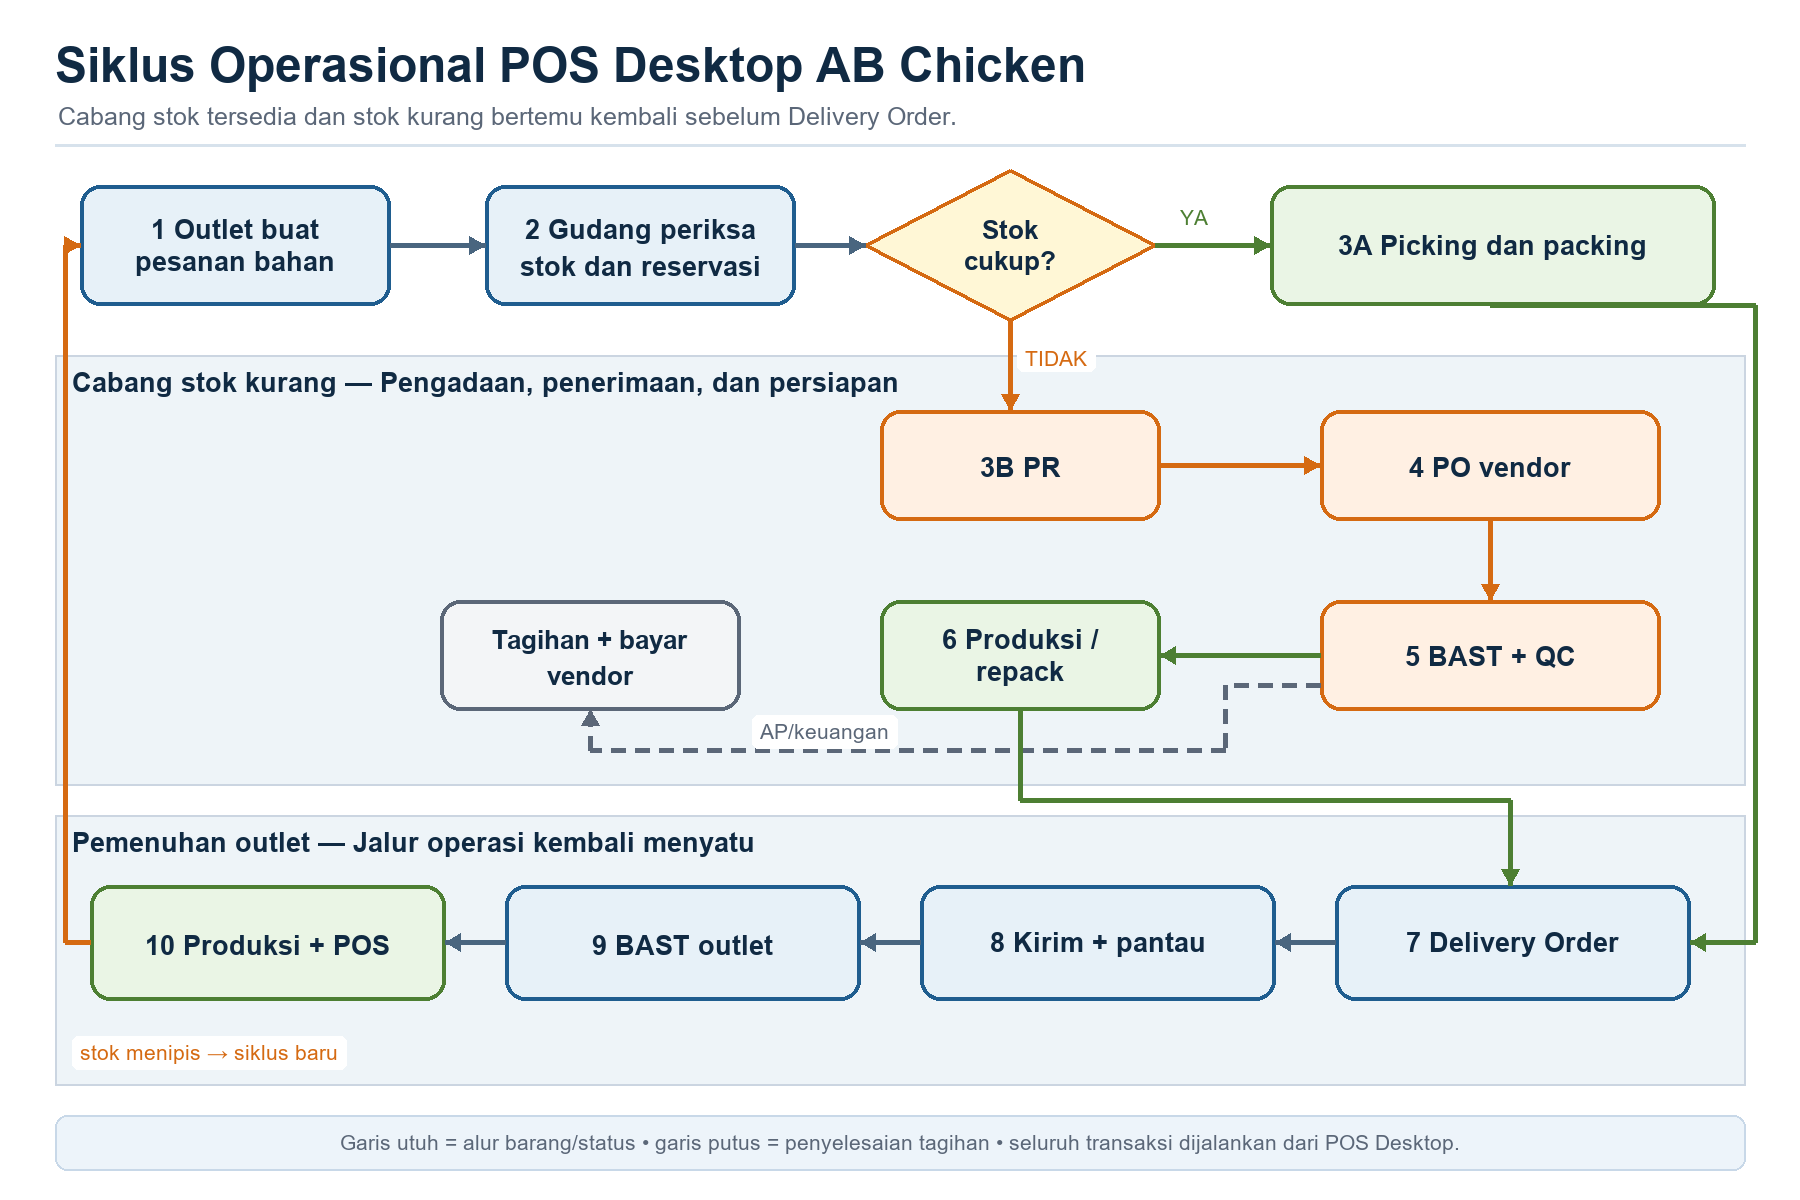 Siklus Operasional POS Desktop AB Chicken
Cabang stok tersedia dan stok kurang bertemu kembali sebelum Delivery Order.
1 Outlet buat
pesanan bahan
2 Gudang periksa
stok dan reservasi
Stok
cukup?
YA
3A Picking dan packing
TIDAK
Cabang stok kurang — Pengadaan, penerimaan, dan persiapan
3B PR
4 PO vendor
Tagihan + bayar
vendor
6 Produksi /
repack
5 BAST + QC
AP/keuangan
Pemenuhan outlet — Jalur operasi kembali menyatu
10 Produksi + POS
9 BAST outlet
8 Kirim + pantau
7 Delivery Order
stok menipis → siklus baru
Garis utuh = alur barang/status • garis putus = penyelesaian tagihan • seluruh transaksi dijalankan dari POS Desktop.